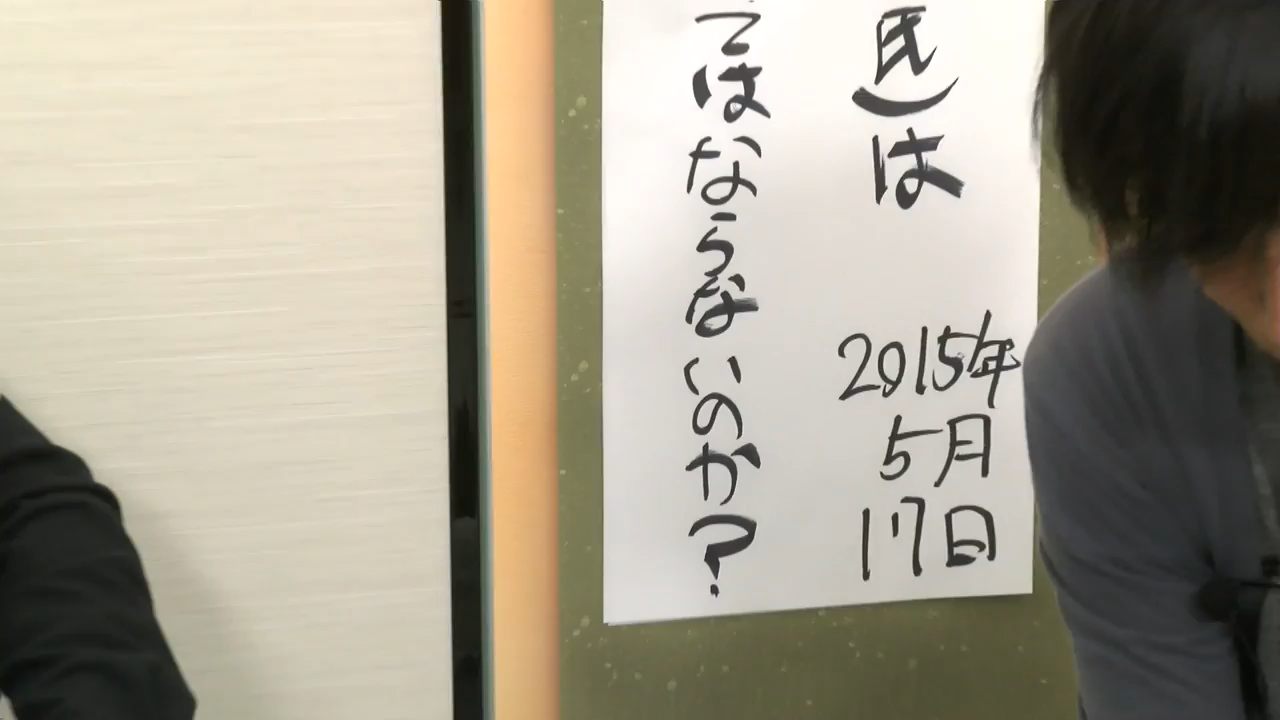 氏)は
2015年
5月
17日
てはならないのか?